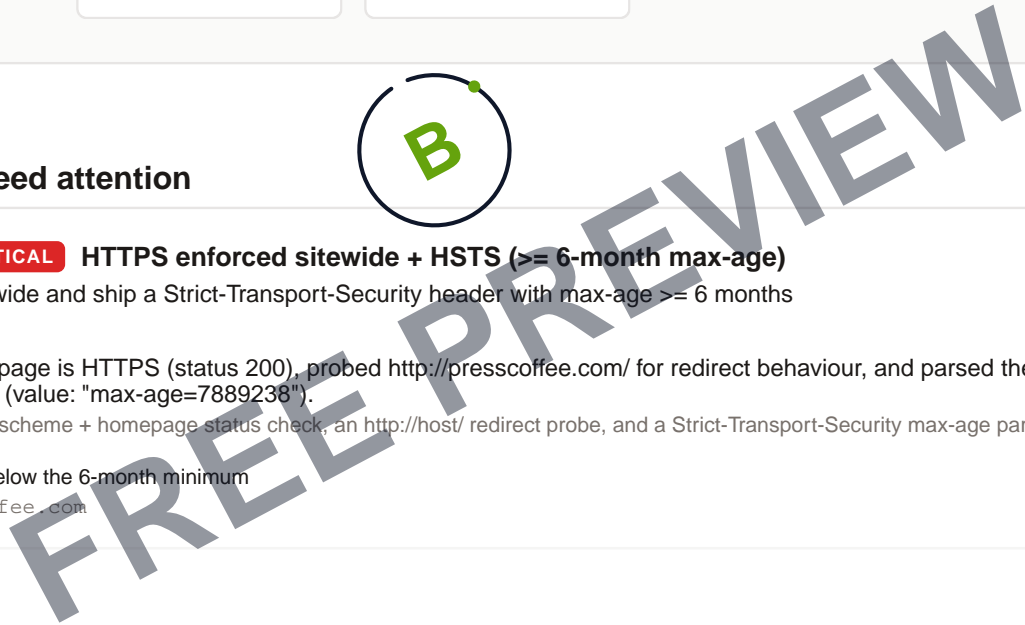 B
eed attention
TICAL HTTPS enforced sitewide + HSTS (>= 6-month max-age)
wide and ship a Strict-Transport-Security header with max-age >= 6 months
page is HTTPS (status 200), probed http://presscoffee.com/ for redirect behaviour, and parsed the
(value: "max-age=7889238").
scheme + homepage status check, an http://host/ redirect probe, and a Strict-Transport-Security max-age par
elow the 6-month minimum
fee.com
FREE PREVIEW